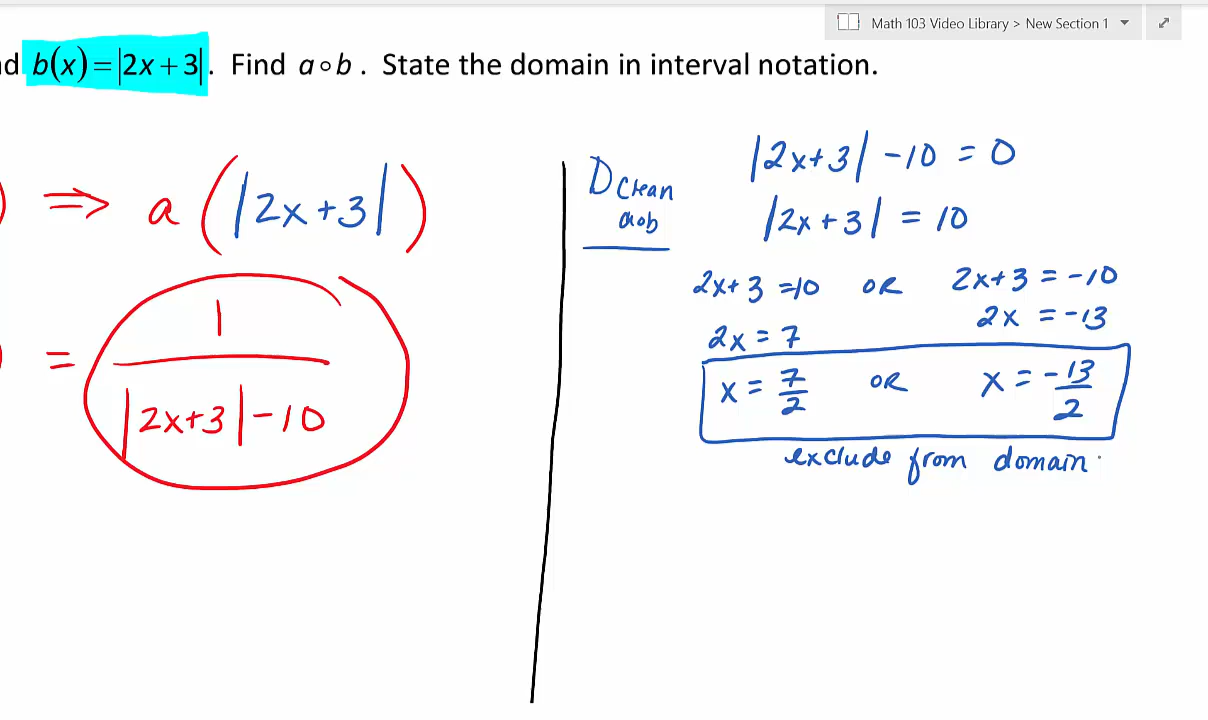 Math 103 Video Library > New Section 1
nd b(x)=|2x+3|. Find a∘b. State the domain in interval notation.
) ⇒ a(|2x+3|)
) = 1
|2x+3|-10
D clean
a∘b
|2x+3| -10 = 0
|2x+3| = 10
2x+3 =10 OR 2x+3 = -10
2x = -13
2x = 7
x = 7/2 OR x = -13/2
exclude from domain.